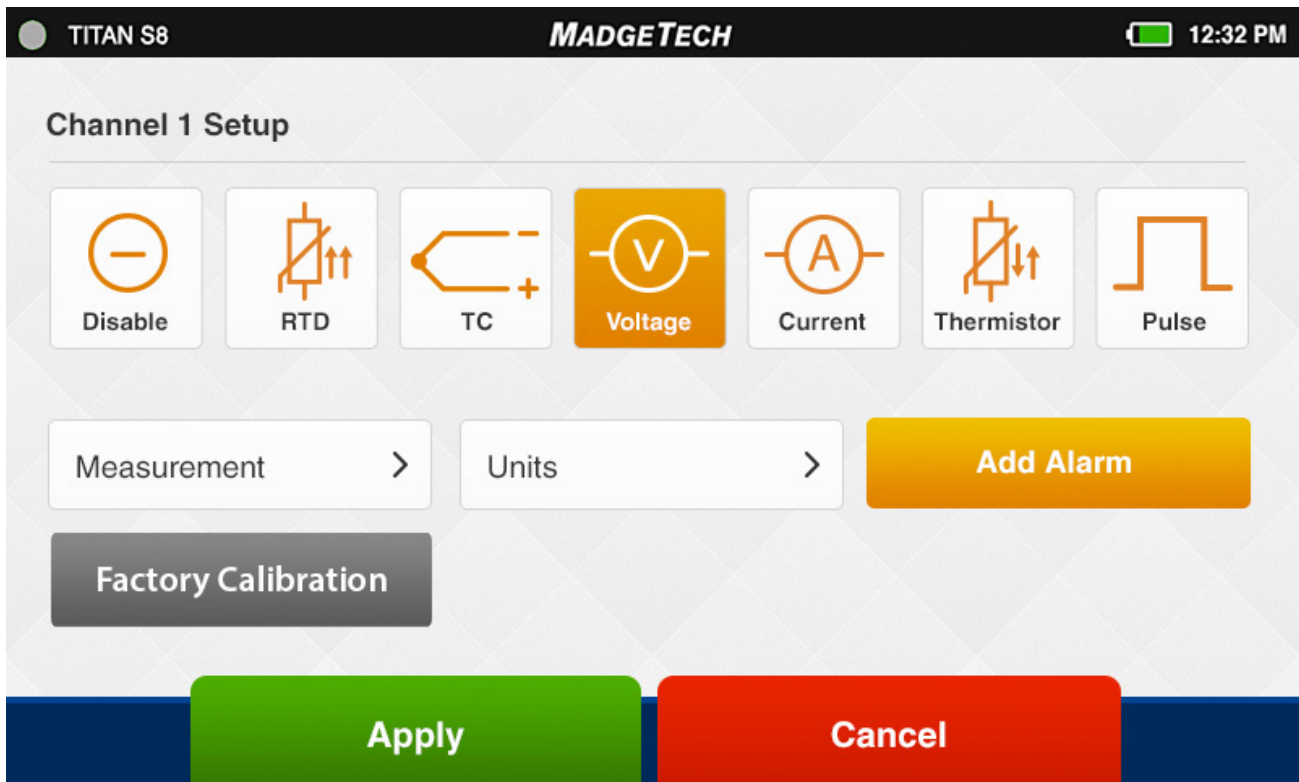 TITAN S8 MADGETECH 12:32 PM
Channel 1 Setup
V A
Disable RTD TC Voltage Current Thermistor Pulse
Measurement Units Add Alarm
Factory Calibration
Apply Cancel